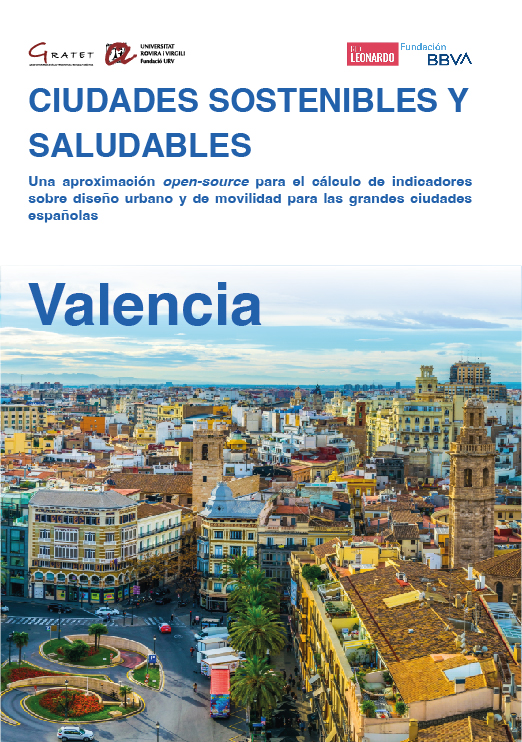 GRATET
UNIVERSITAT
ROVIRA I VIRGILI
Fundació URV
RED
LEONARDO
Fundación
BBVA
CIUDADES SOSTENIBLES Y
SALUDABLES
Una aproximación open-source para el cálculo de indicadores
sobre diseño urbano y de movilidad para las grandes ciudades
españolas
Valencia